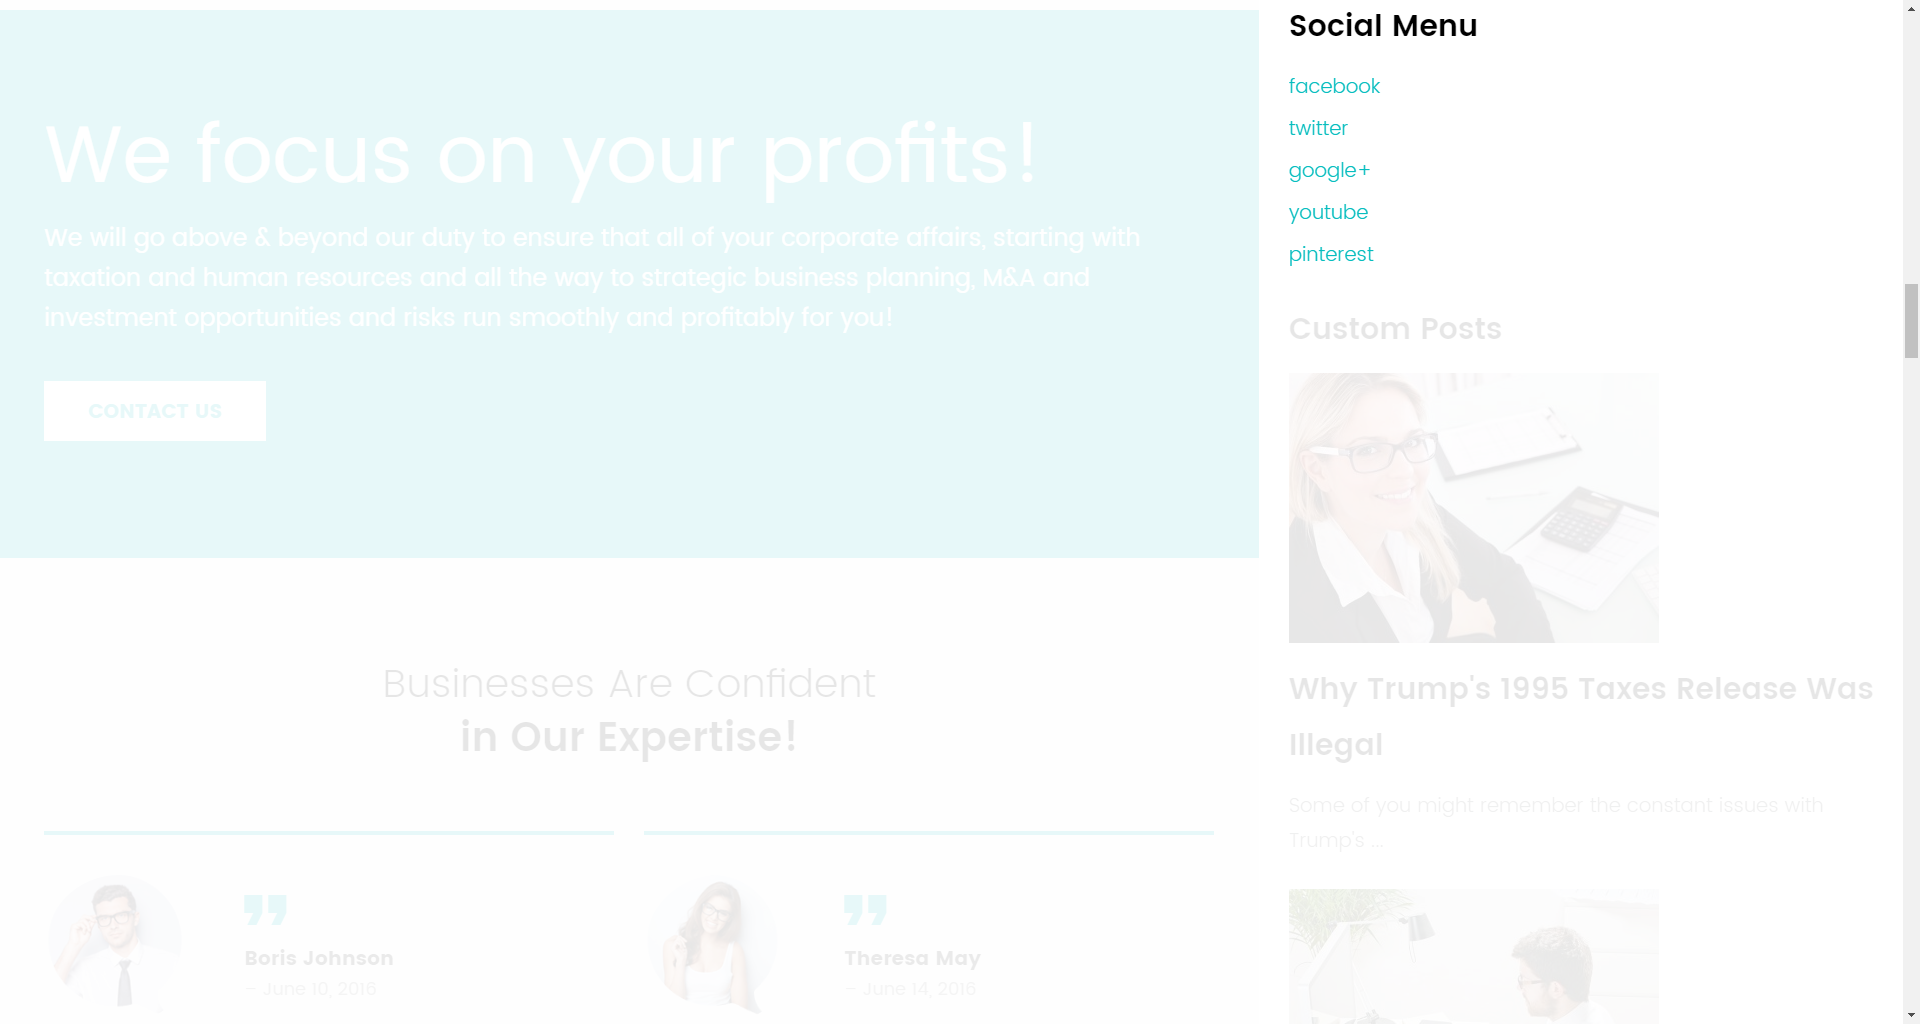 We focus on your profits!
We will go above & beyond our duty to ensure that all of your corporate affairs, starting with
taxation and human resources and all the way to strategic business planning, M&A and
investment opportunities and risks run smoothly and profitably for you!
CONTACT US
Businesses Are Confident
in Our Expertise!
Boris Johnson
– June 10, 2016
Theresa May
– June 14, 2016
Social Menu
facebook
twitter
google+
youtube
pinterest
Custom Posts
Why Trump's 1995 Taxes Release Was
Illegal
Some of you might remember the constant issues with
Trump's ...